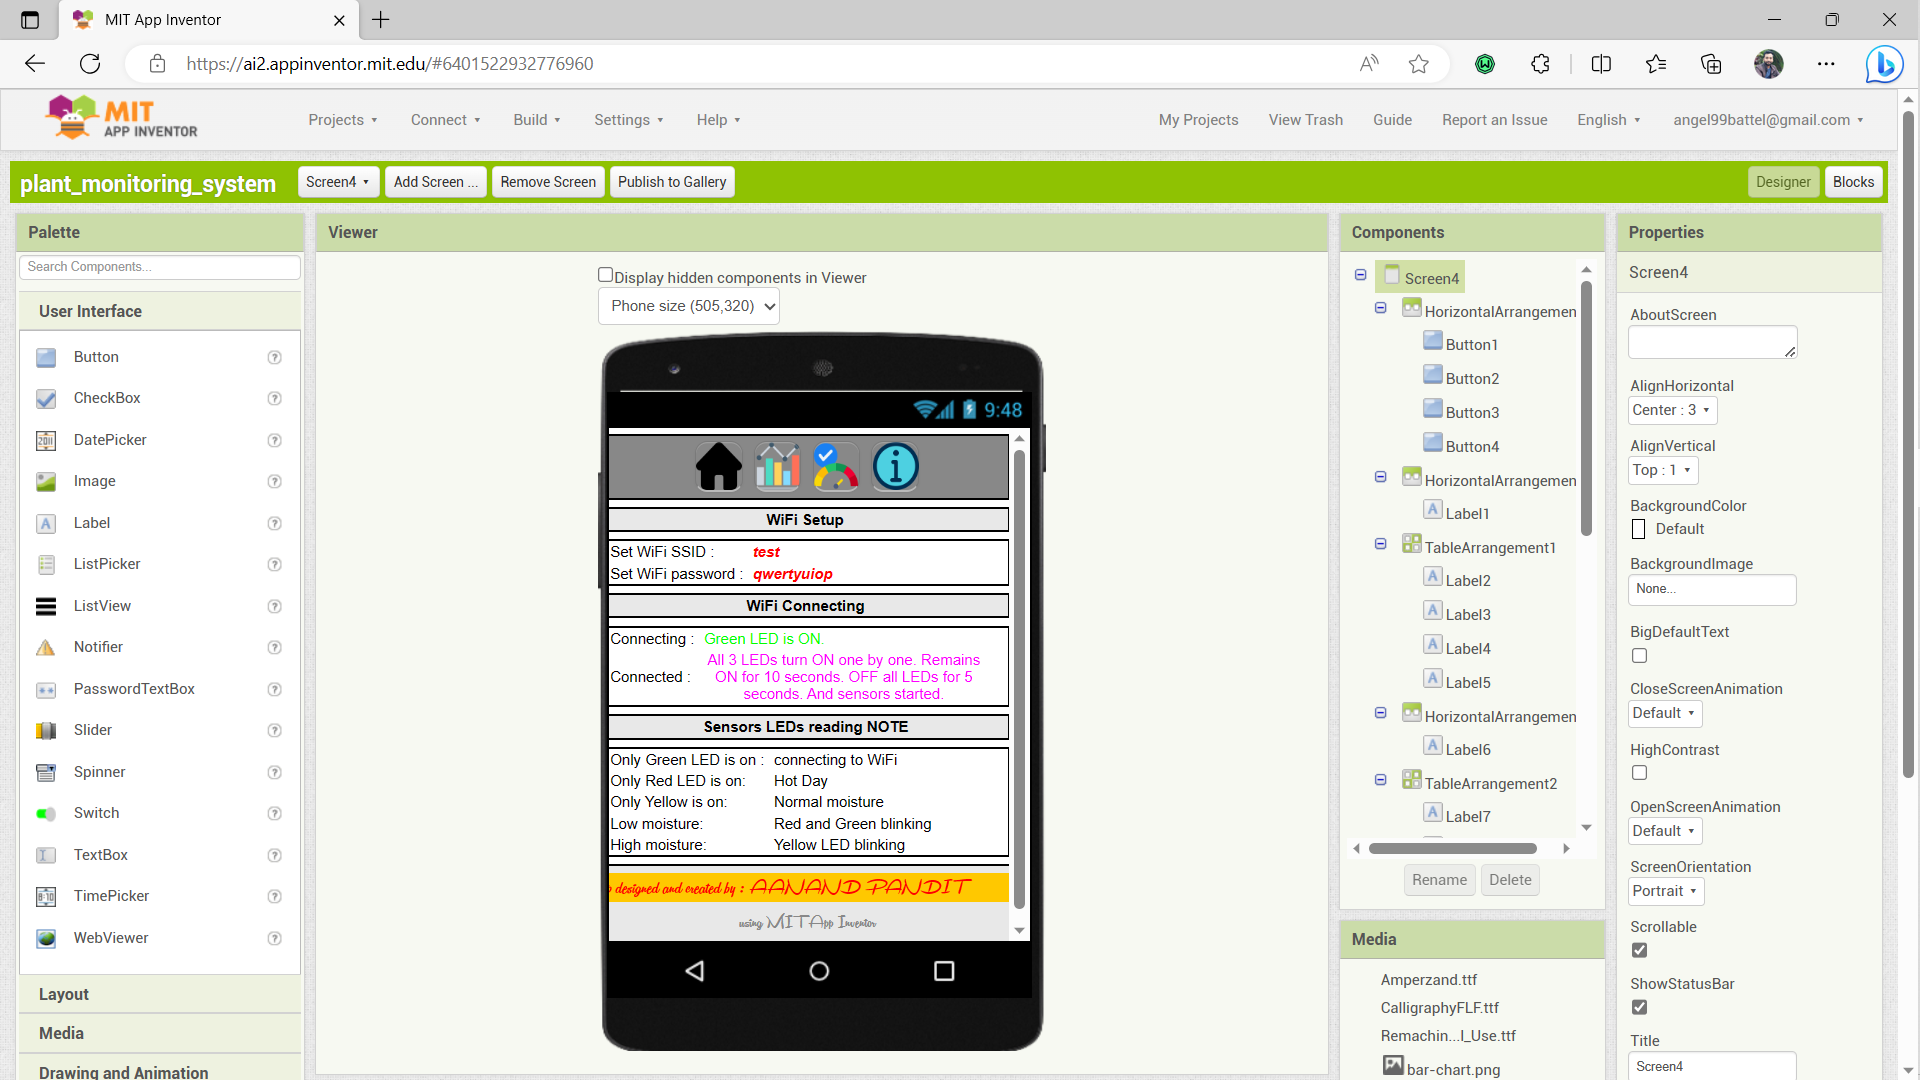 MIT App Inventor
https://ai2.appinventor.mit.edu/#6401522932776960
MIT
APP INVENTOR
Projects
Connect
Build
Settings
Help
My Projects
View Trash
Guide
Report an Issue
English
angel99battel@gmail.com
plant_monitoring_system
Screen4
Add Screen ...
Remove Screen
Publish to Gallery
Designer
Blocks
Palette
Search Components...
User Interface
Button
CheckBox
DatePicker
Image
Label
ListPicker
ListView
Notifier
PasswordTextBox
Slider
Spinner
Switch
TextBox
TimePicker
WebViewer
Layout
Media
Drawing and Animation
Viewer
Display hidden components in Viewer
Phone size (505,320)
9:48
WiFi Setup
Set WiFi SSID : test
Set WiFi password : qwertyuiop
WiFi Connecting
Connecting : Green LED is ON.
Connected : All 3 LEDs turn ON one by one. Remains
ON for 10 seconds. OFF all LEDs for 5
seconds. And sensors started.
Sensors LEDs reading NOTE
Only Green LED is on : connecting to WiFi
Only Red LED is on: Hot Day
Only Yellow is on: Normal moisture
Low moisture: Red and Green blinking
High moisture: Yellow LED blinking
designed and created by : AANAND PANDIT
using MIT App Inventor
Components
Screen4
HorizontalArrangemen
Button1
Button2
Button3
Button4
HorizontalArrangemen
Label1
TableArrangement1
Label2
Label3
Label4
Label5
HorizontalArrangemen
Label6
TableArrangement2
Label7
Rename
Delete
Media
Amperzand.ttf
CalligraphyFLF.ttf
Remachin...l_Use.ttf
bar-chart.png
Properties
Screen4
AboutScreen
AlignHorizontal
Center : 3
AlignVertical
Top : 1
BackgroundColor
Default
BackgroundImage
None...
BigDefaultText
CloseScreenAnimation
Default
HighContrast
OpenScreenAnimation
Default
ScreenOrientation
Portrait
Scrollable
ShowStatusBar
Title
Screen4